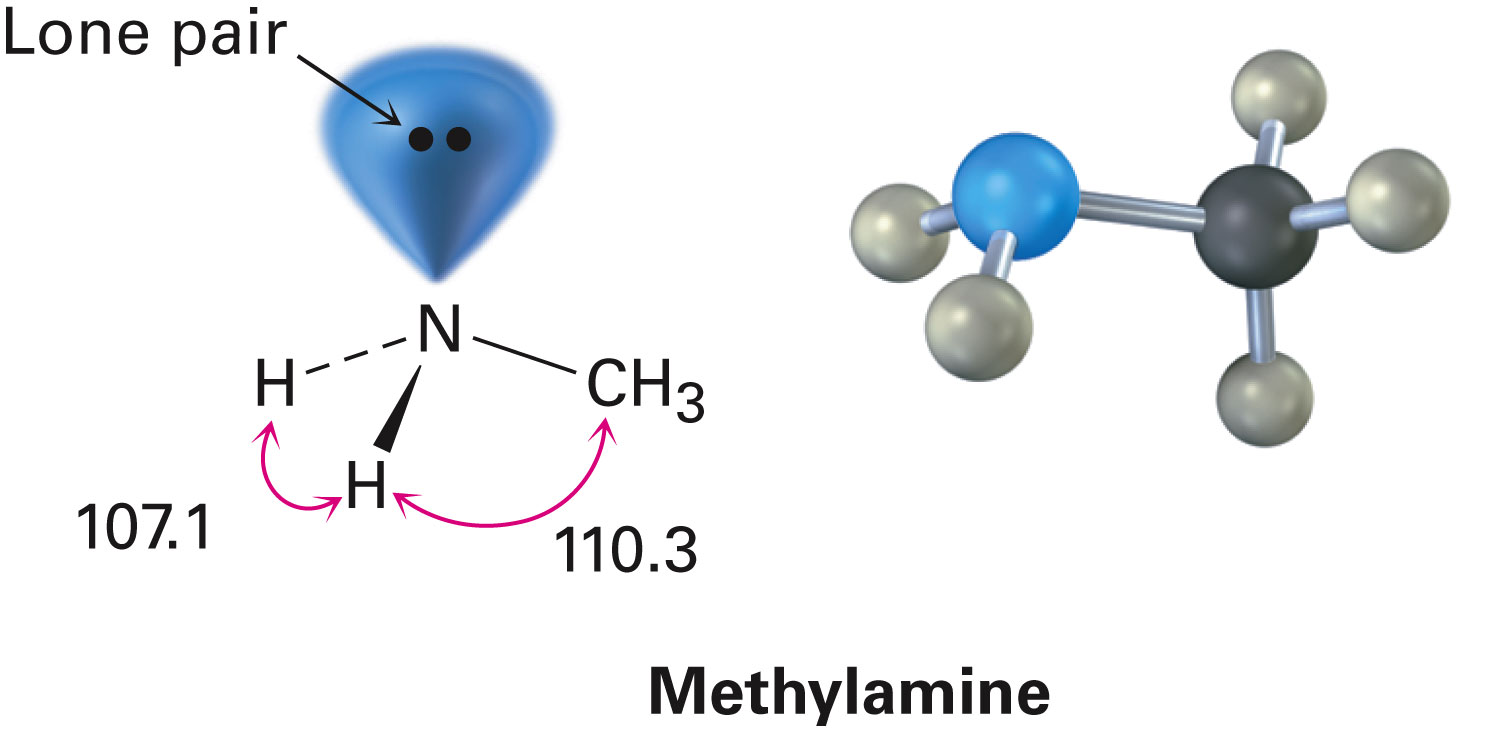 Lone pair
N
H
CH₃
H
107.1
110.3
Methylamine